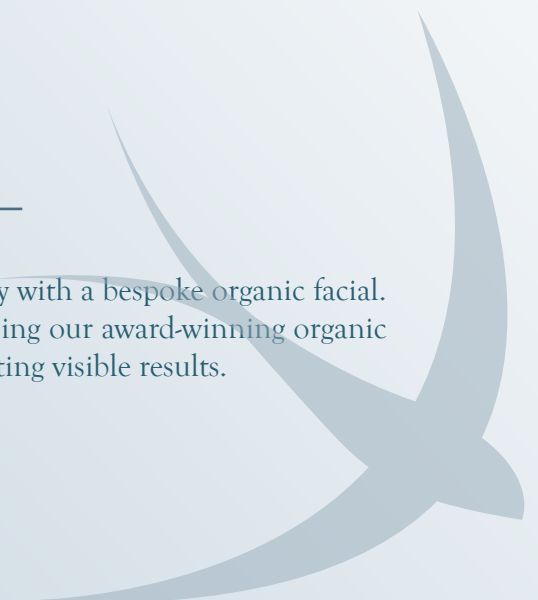 y with a bespoke organic facial.
ing our award-winning organic
ting visible results.